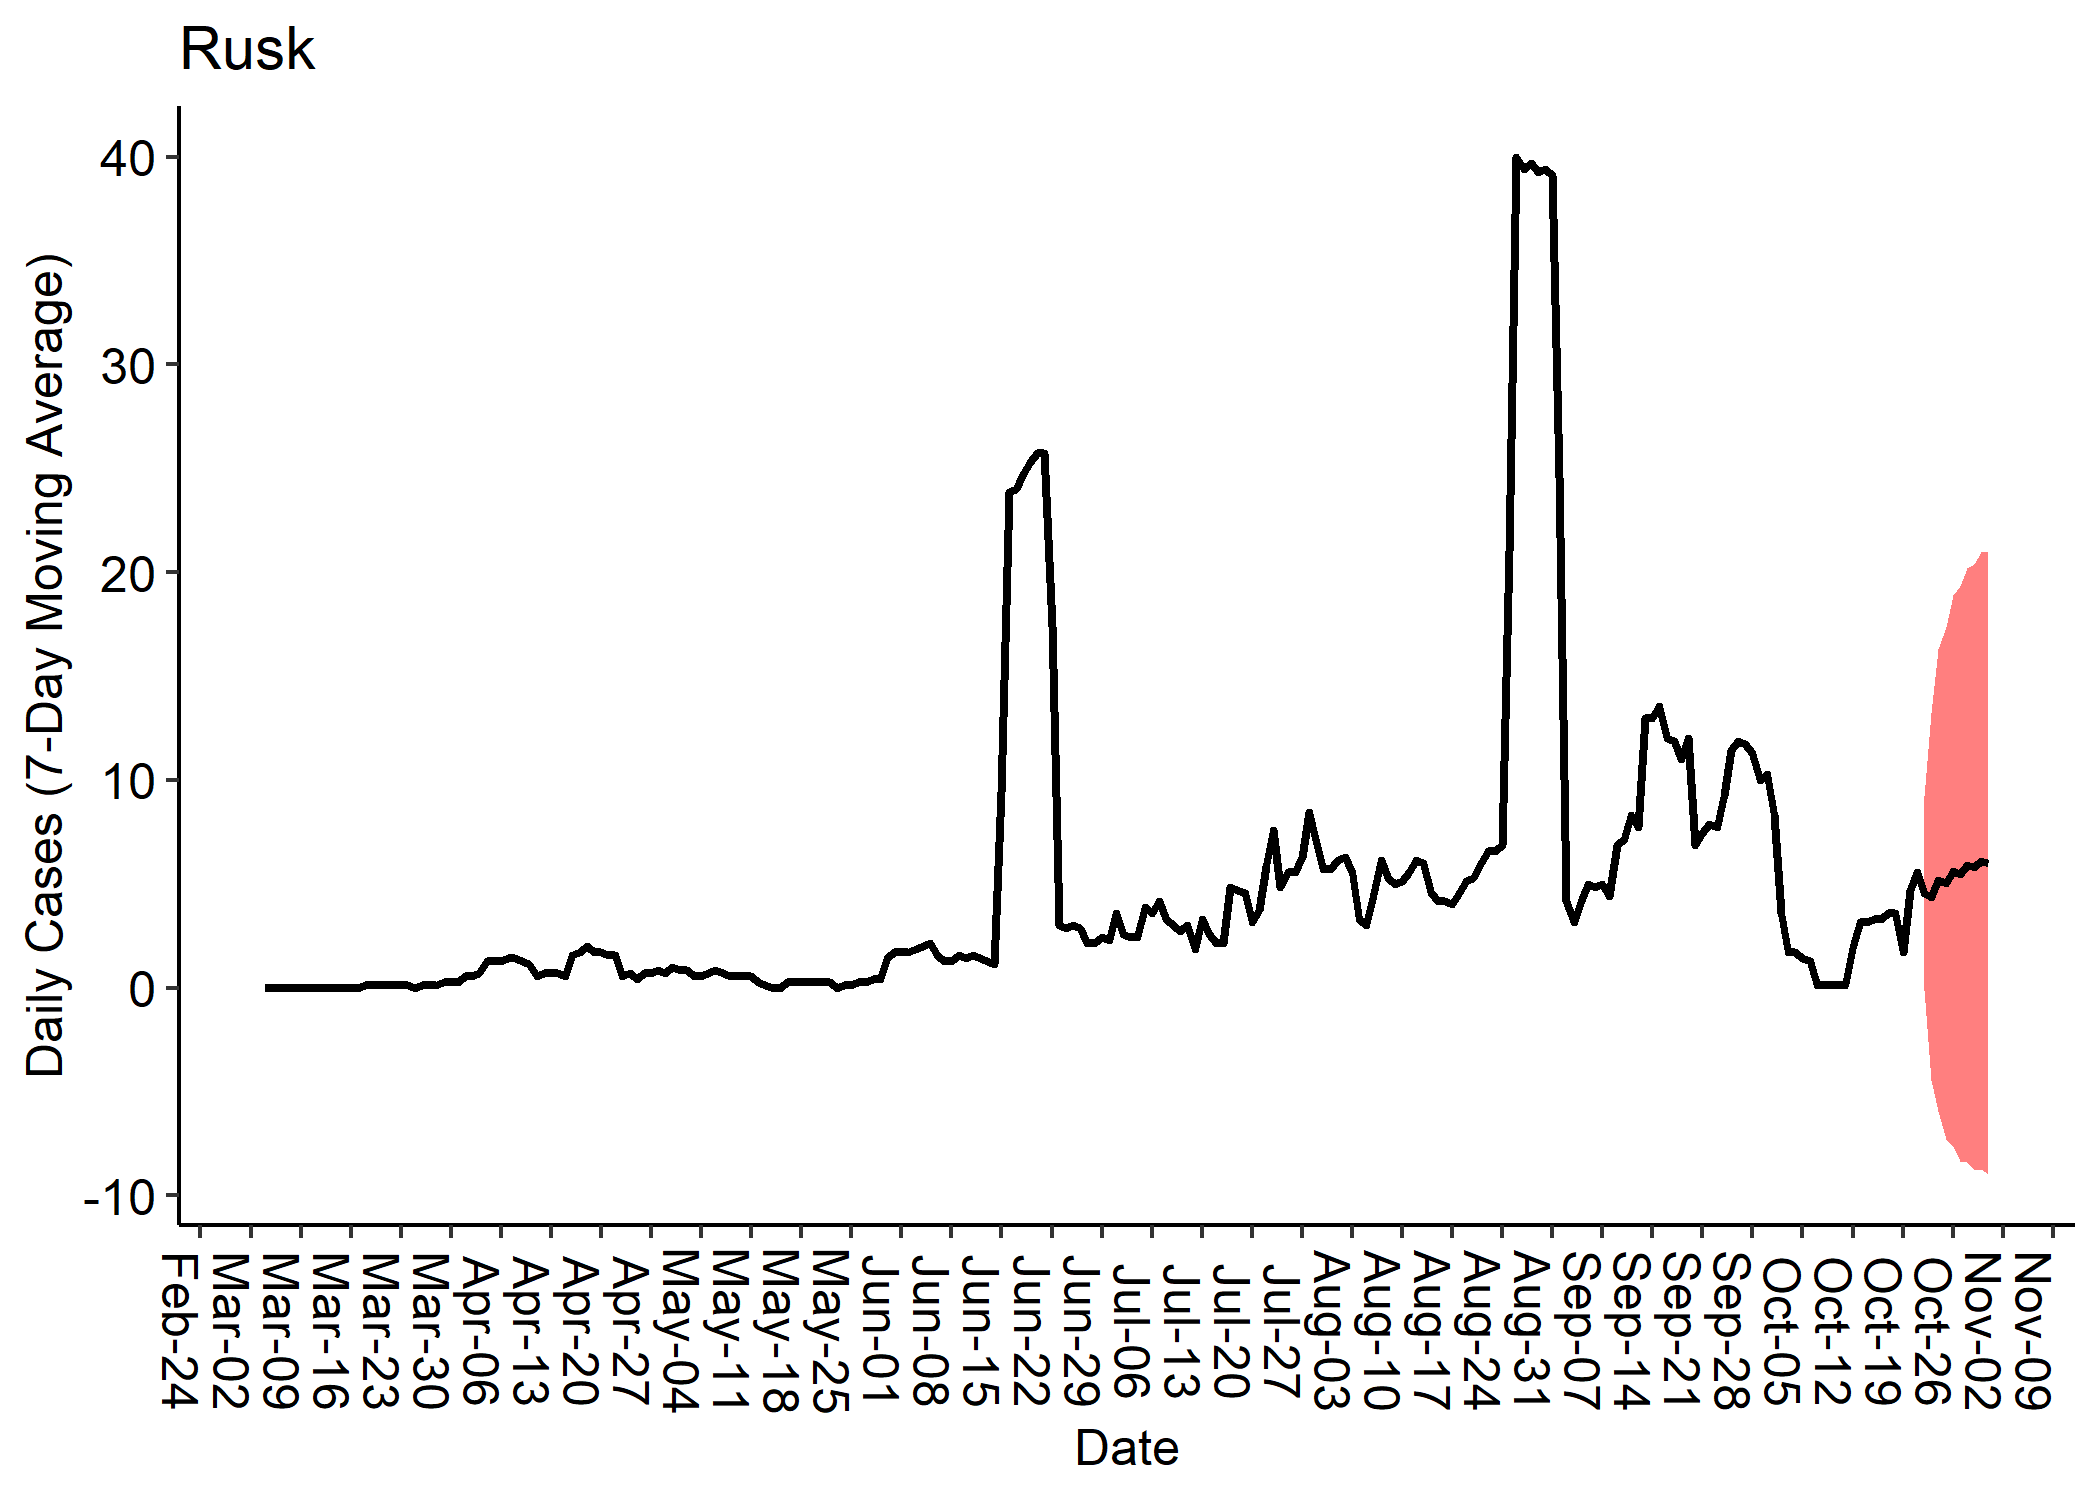 Rusk
Daily Cases (7-Day Moving Average)
40
30
20
10
0
-10
Feb-24
Mar-02
Mar-09
Mar-16
Mar-23
Mar-30
Apr-06
Apr-13
Apr-20
Apr-27
May-04
May-11
May-18
May-25
Jun-01
Jun-08
Jun-15
Jun-22
Jun-29
Jul-06
Jul-13
Jul-20
Jul-27
Aug-03
Aug-10
Aug-17
Aug-24
Aug-31
Sep-07
Sep-14
Sep-21
Sep-28
Oct-05
Oct-12
Oct-19
Oct-26
Nov-02
Nov-09
Date